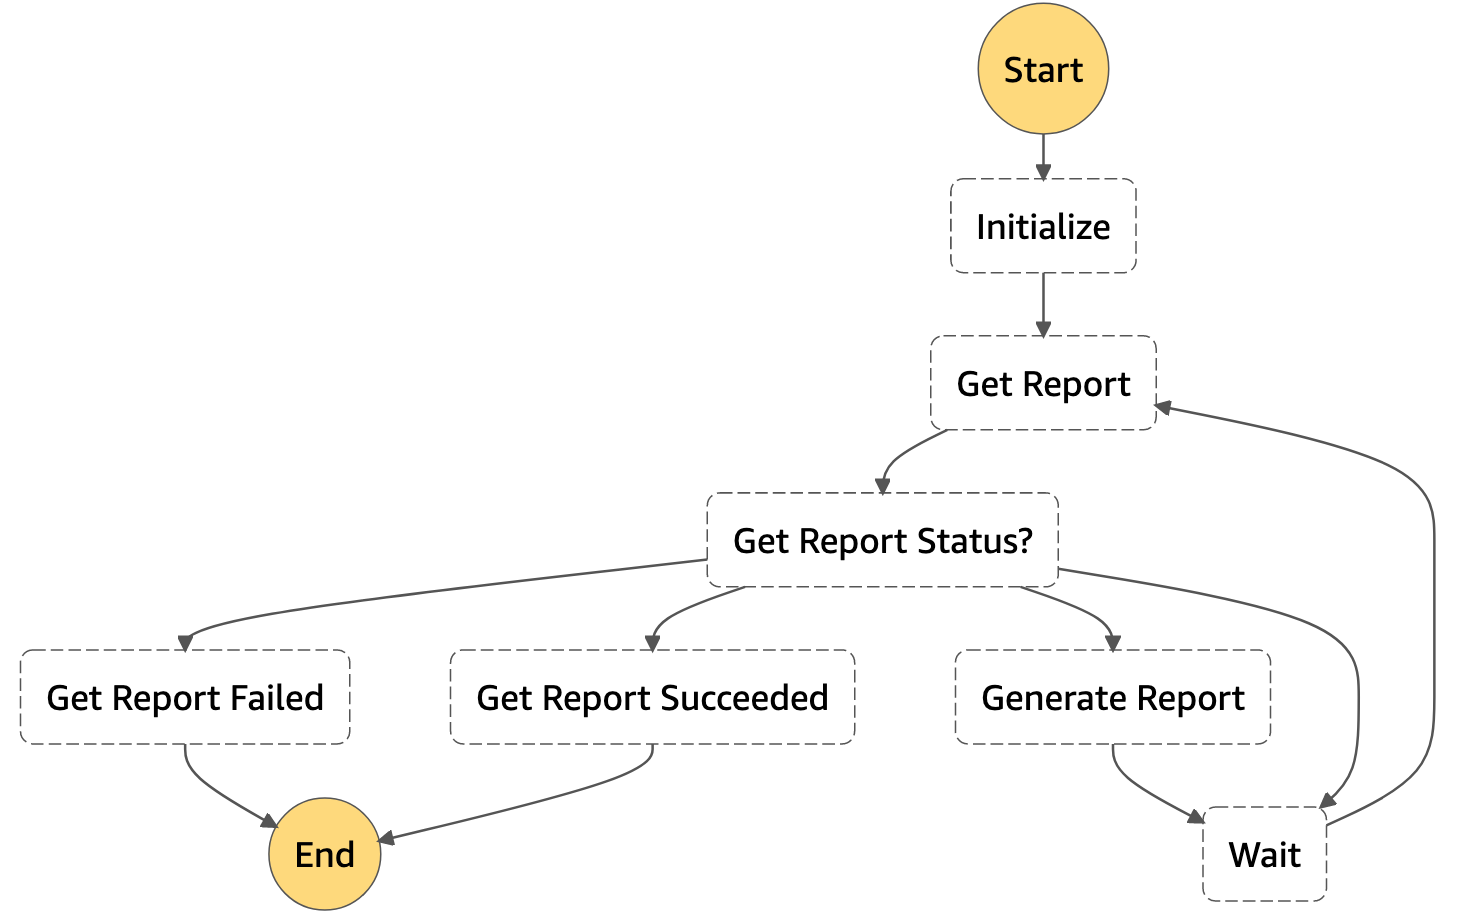 Start
Initialize
Get Report
Get Report Status?
Get Report Failed
Get Report Succeeded
Generate Report
End
Wait